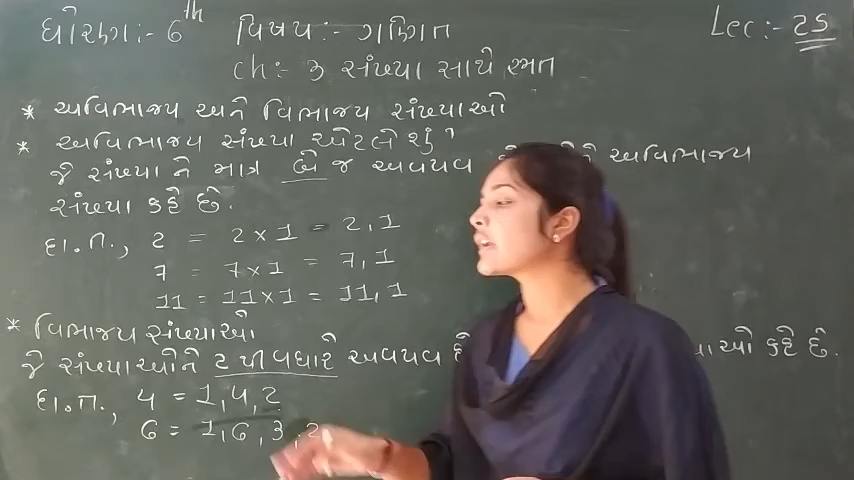 ધોરણ:- 6th વિષય:- ગણિત Lec:- 25
ch:- 3 સંખ્યા સાથે રમત
* અવિભાજ્ય અને વિભાજ્ય સંખ્યાઓ
* અવિભાજ્ય સંખ્યા એટલે શું?
જે સંખ્યા ને માત્ર બે જ અવયવ અવિભાજ્ય
સંખ્યા કહે છે.
દા.ત., 2 = 2×1 = 2,1
7 = 7×1 = 7,1
11 = 11×1 = 11,1
* વિભાજ્ય સંખ્યાઓ
જે સંખ્યાઓને 2 થી વધારે અવયવ કહે છે.
દા.ત., 4 = 1,4,2
6 = 1,6,3,2